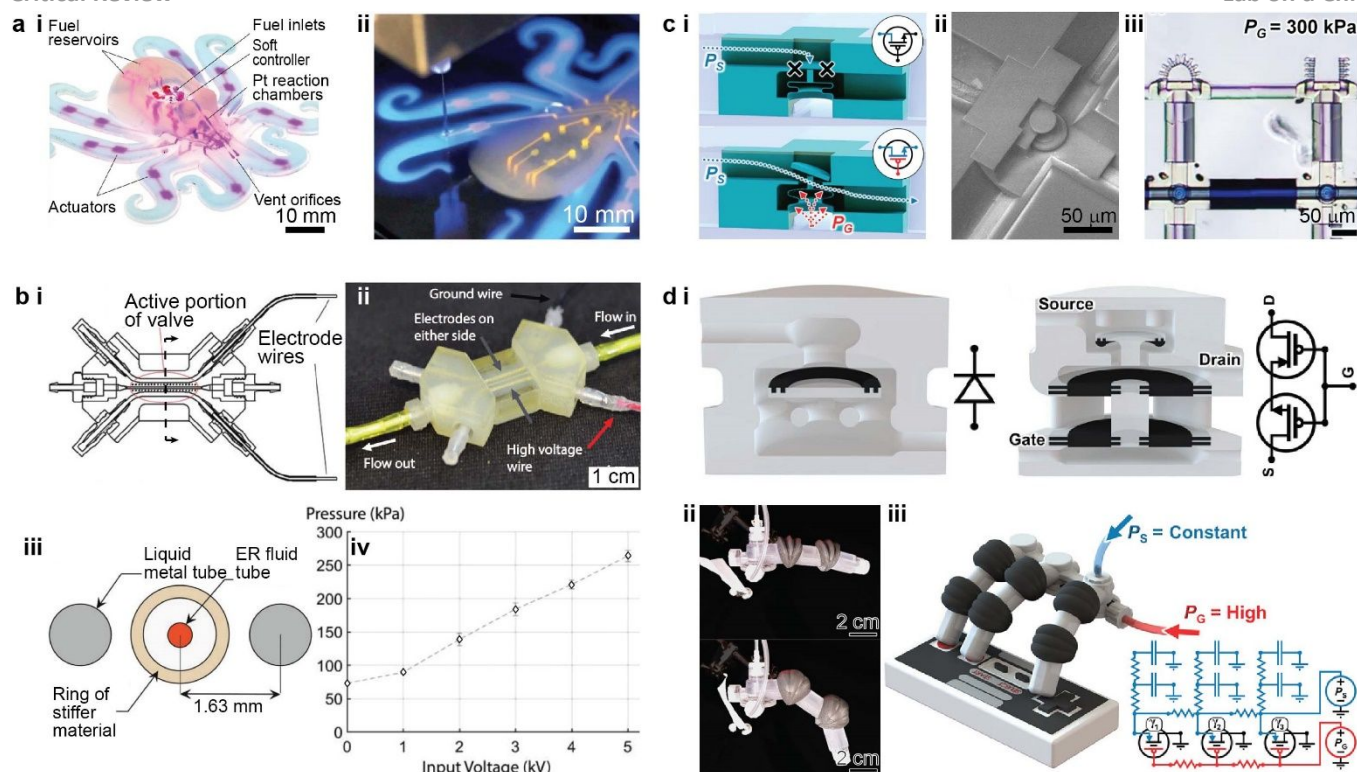 a i
Fuel
reservoirs
Fuel inlets
Soft
controller
Pt reaction
chambers
Actuators
Vent orifices
10 mm
ii
10 mm
c i
P_S
P_S
P_G
ii
50 μm
iii
P_G = 300 kPa
50 μm
b i
Active portion
of valve
Electrode
wires
ii
Ground wire
Electrodes on
either side
Flow in
High voltage
wire
Flow out
1 cm
iii
Liquid
metal tube
ER fluid
tube
Ring of
stiffer
material
1.63 mm
iv
Pressure (kPa)
300
250
200
150
100
50
0
0 1 2 3 4 5
Input Voltage (kV)
d i
Source
Drain
Gate
D
G
S
ii
2 cm
2 cm
iii
P_S = Constant
P_G = High
P_S
P_G